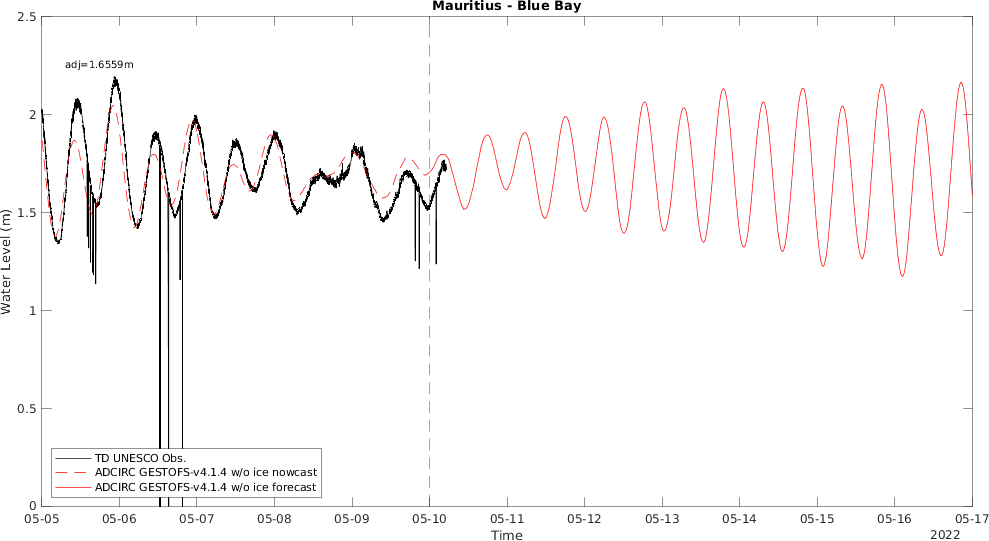 Mauritius - Blue Bay
2.5
adj=1.6559m
2
1.5
Water Level (m)
1
0.5
TD UNESCO Obs.
ADCIRC GESTOFS-v4.1.4 w/o ice nowcast
ADCIRC GESTOFS-v4.1.4 w/o ice forecast
0
05-05 05-06 05-07 05-08 05-09 05-10 05-11 05-12 05-13 05-14 05-15 05-16 05-17
Time
2022